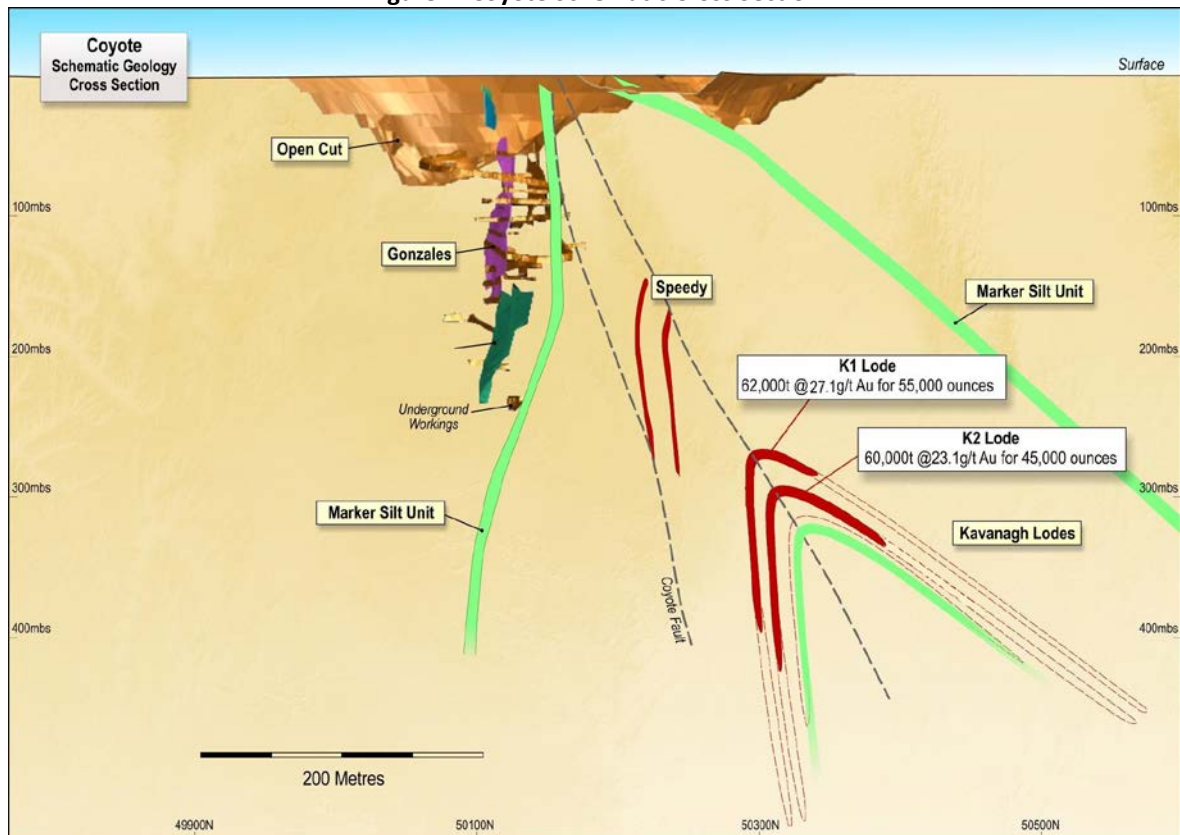 Coyote
Schematic Geology
Cross Section
Surface
Open Cut
100mbs
100mbs
Gonzales
Speedy
Marker Silt Unit
200mbs
200mbs
K1 Lode
62,000t @27.1g/t Au for 55,000 ounces
Underground
Workings
K2 Lode
60,000t @23.1g/t Au for 45,000 ounces
300mbs
300mbs
Marker Silt Unit
Kavanagh Lodes
Coyote Fault
400mbs
400mbs
200 Metres
49900N
50100N
50300N
50500N